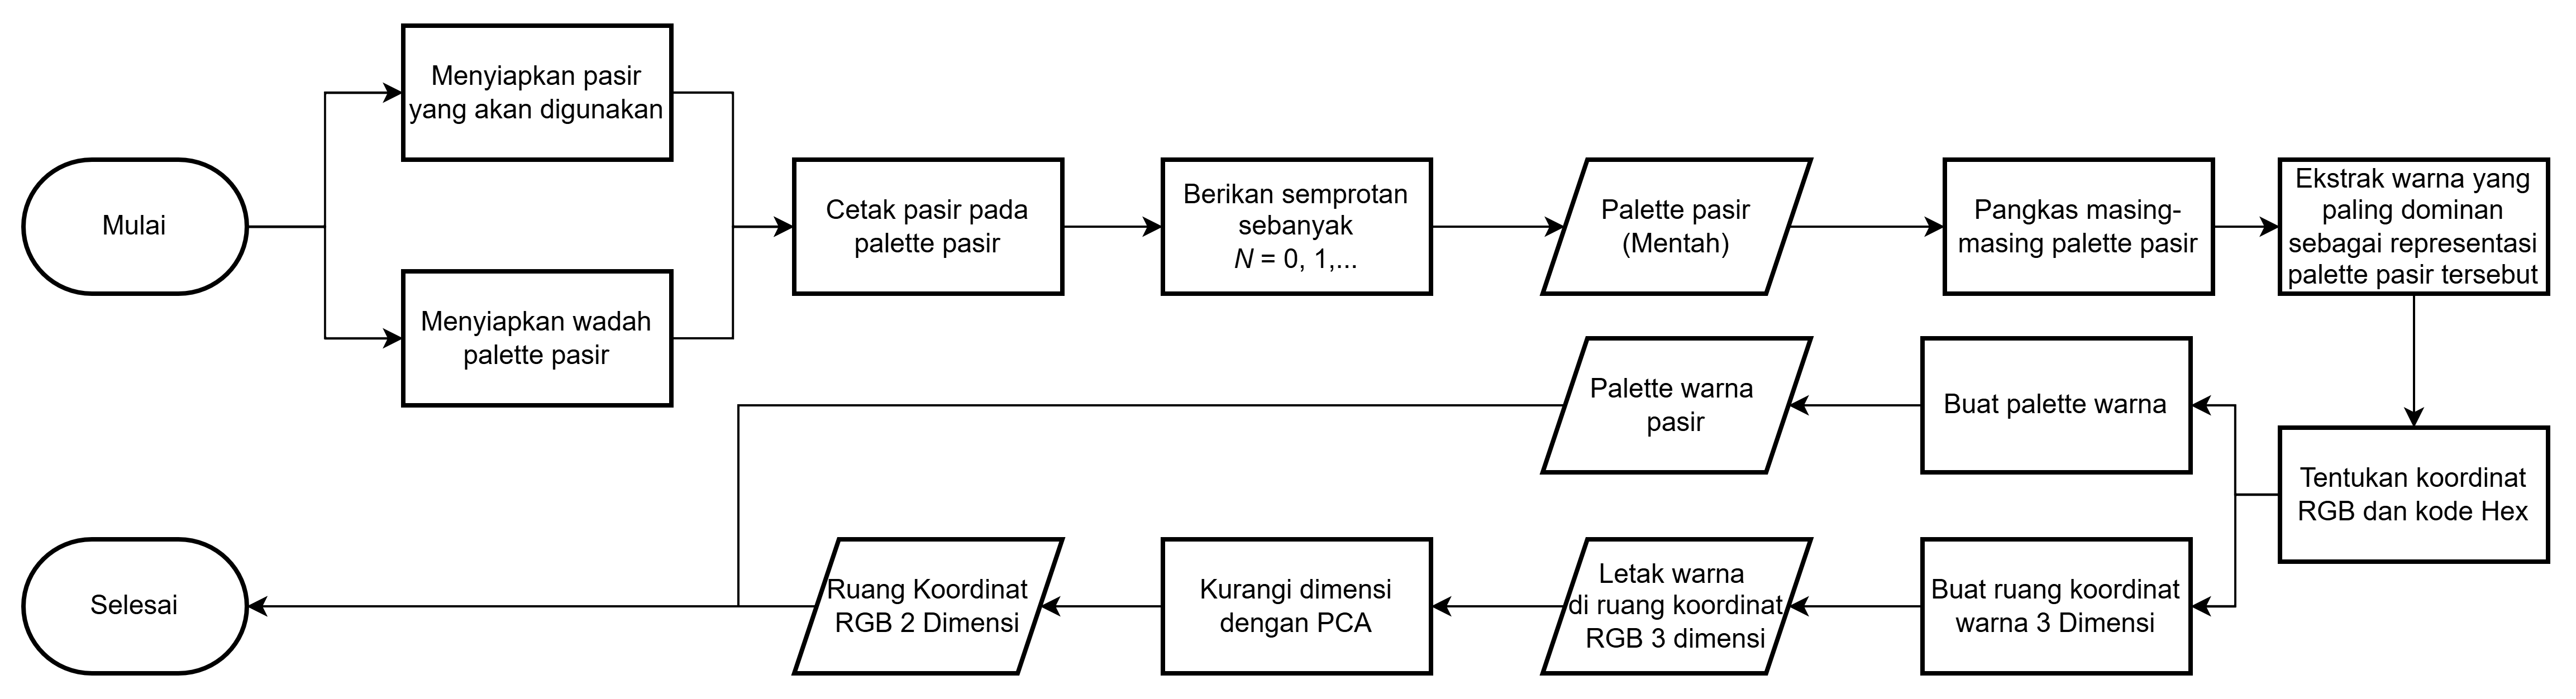 Mulai
Menyiapkan pasir
yang akan digunakan
Menyiapkan wadah
palette pasir
Cetak pasir pada
palette pasir
Berikan semprotan
sebanyak
N = 0, 1,...
Palette pasir
(Mentah)
Pangkas masing-
masing palette pasir
Ekstrak warna yang
paling dominan
sebagai representasi
palette pasir tersebut
Tentukan koordinat
RGB dan kode Hex
Buat palette warna
Palette warna
pasir
Buat ruang koordinat
warna 3 Dimensi
Letak warna
di ruang koordinat
RGB 3 dimensi
Kurangi dimensi
dengan PCA
Ruang Koordinat
RGB 2 Dimensi
Selesai